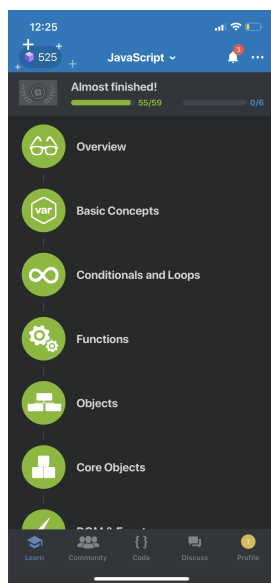 12:25
525
JavaScript
3
Almost finished!
55/59
0/6
Overview
var
Basic Concepts
Conditionals and Loops
Functions
Objects
Core Objects
Learn
Community
Code
Discuss
Profile